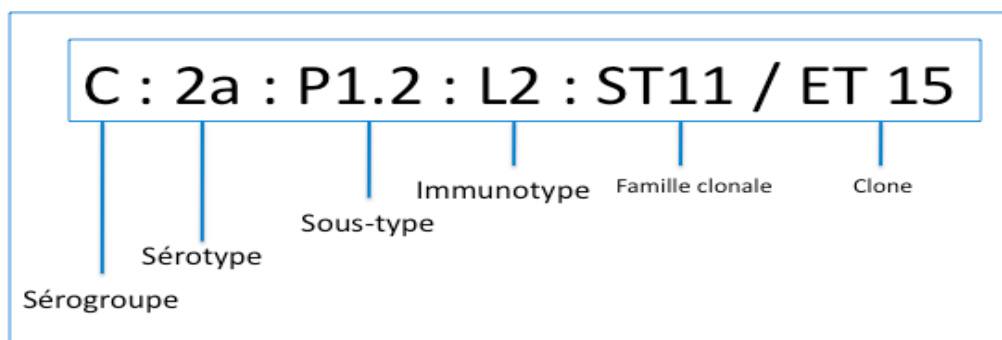 C : 2a : P1.2 : L2 : ST11 / ET 15
Immunotype
Famille clonale
Clone
Sous-type
Sérotype
Sérogroupe